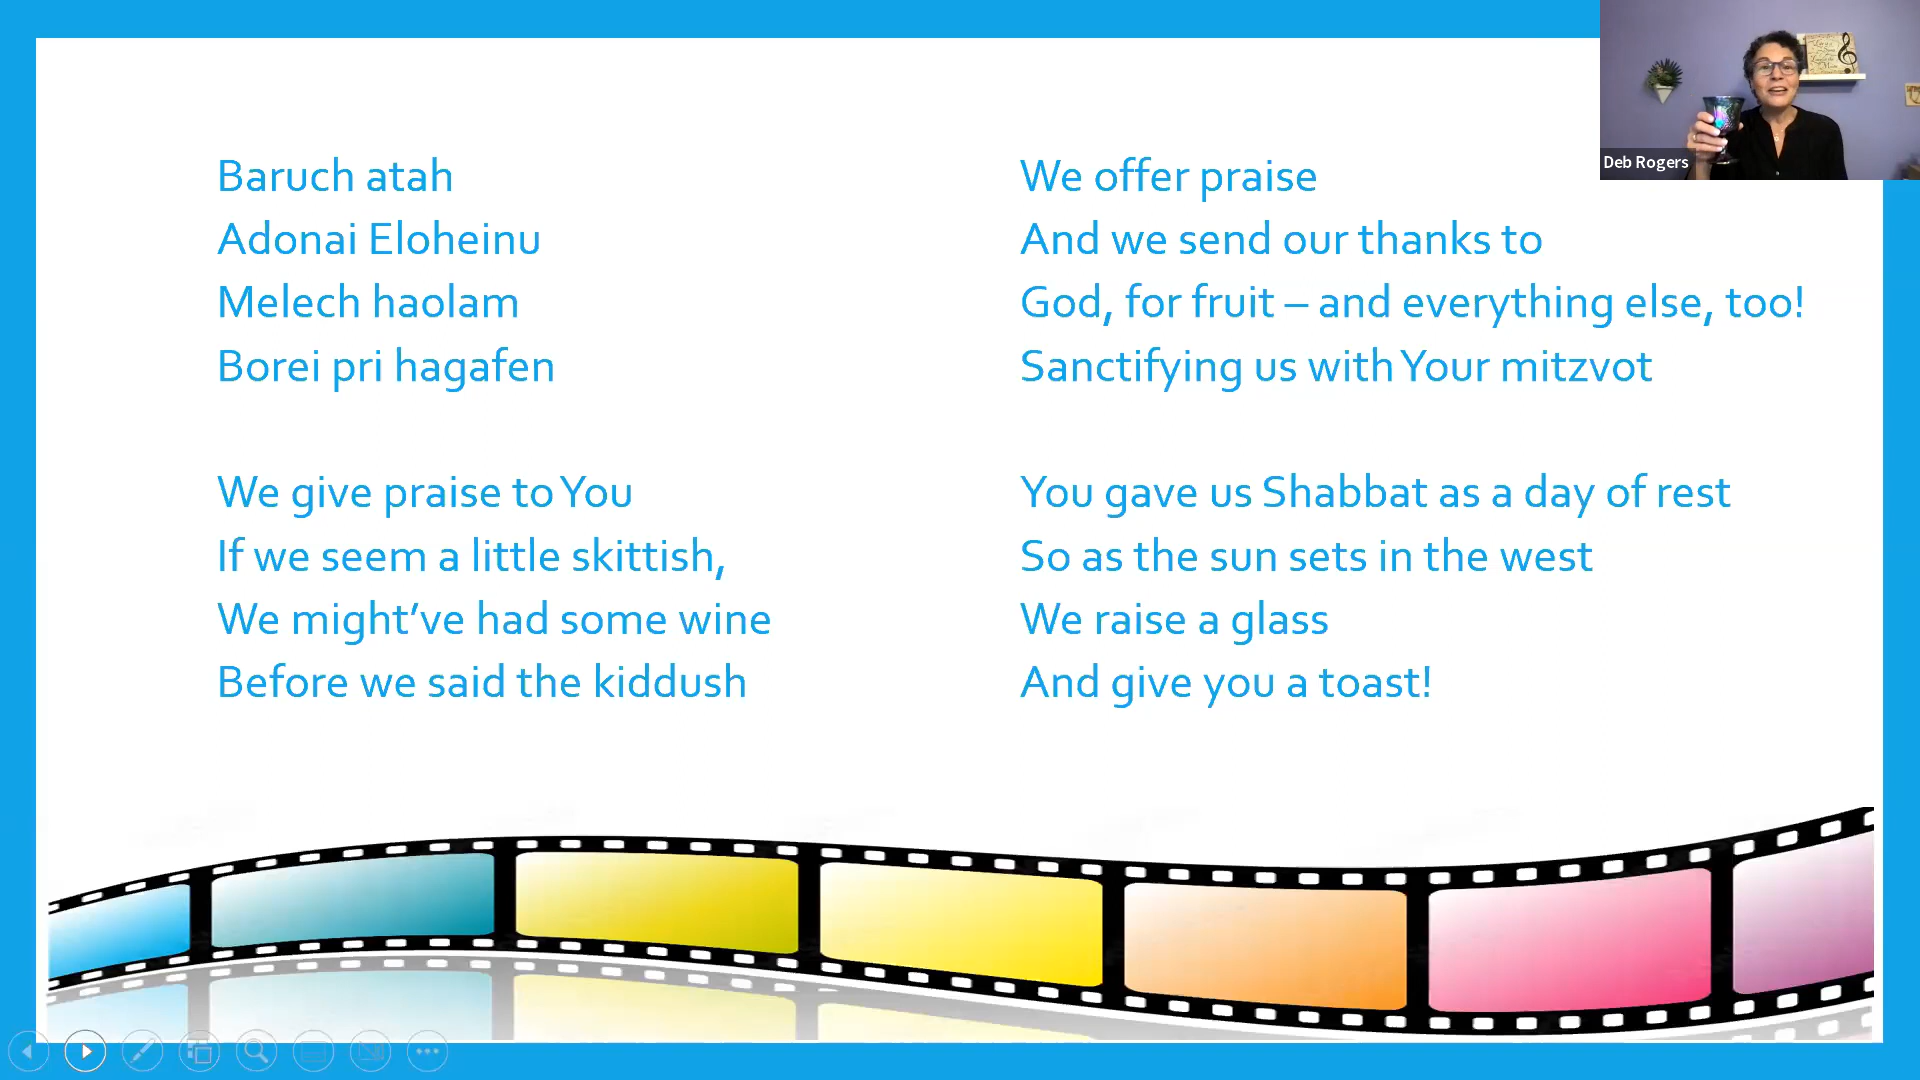 Baruch atah
Adonai Eloheinu
Melech haolam
Borei pri hagafen
We give praise to You
If we seem a little skittish,
We might’ve had some wine
Before we said the kiddush
We offer praise
And we send our thanks to
God, for fruit – and everything else, too!
Sanctifying us with Your mitzvot
You gave us Shabbat as a day of rest
So as the sun sets in the west
We raise a glass
And give you a toast!
Deb Rogers